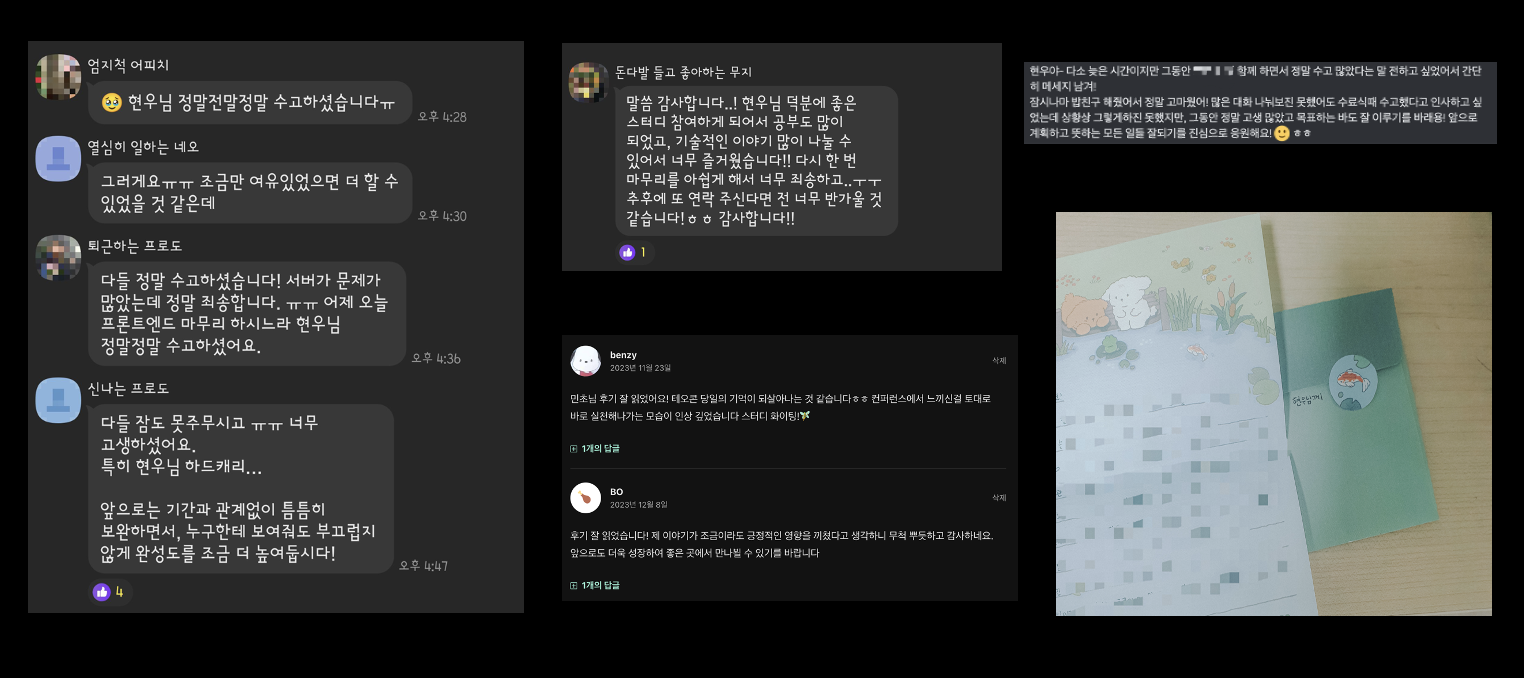 엄지척 어피치
🥹 현우님 정말전말정말 수고하셨습니다ㅠ
오후 4:28
열심히 일하는 네오
그러게요ㅠㅠ 조금만 여유있었으면 더 할 수
있었을 것 같은데
오후 4:30
퇴근하는 프로도
다들 정말 수고하셨습니다! 서버가 문제가
많았는데 정말 죄송합니다. ㅠㅠ 어제 오늘
프론트엔드 마무리 하시느라 현우님
정말정말 수고하셨어요.
오후 4:36
신나는 프로도
다들 잠도 못주무시고 ㅠㅠ 너무
고생하셨어요.
특히 현우님 하드캐리...
앞으로는 기간과 관계없이 틈틈히
보완하면서, 누구한테 보여줘도 부끄럽지
않게 완성도를 조금 더 높여둡시다!
오후 4:47
4
돈다발 들고 좋아하는 무지
말씀 감사합니다..! 현우님 덕분에 좋은
스터디 참여하게 되어서 공부도 많이
되었고, 기술적인 이야기 많이 나눌 수
있어서 너무 즐거웠습니다!! 다시 한 번
마무리를 아쉽게 해서 너무 죄송하고..ㅜㅜ
추후에 또 연락 주신다면 전 너무 반가울 것
같습니다!ㅎㅎ 감사합니다!!
1
benzy
2023년 11월 23일
삭제
민초님 후기 잘 읽었어요! 테오콘 당일의 기억이 되살아나는 것 같습니다ㅎㅎ 컨퍼런스에서 느끼신걸 토대로
바로 실천해나가는 모습이 인상 깊었습니다 스터디 화이팅!🌱
1개의 답글
BO
2023년 12월 8일
삭제
후기 잘 읽었습니다! 제 이야기가 조금이라도 긍정적인 영향을 끼쳤다고 생각하니 무척 뿌듯하고 감사하네요.
앞으로도 더욱 성장하여 좋은 곳에서 만나뵐 수 있기를 바랍니다
1개의 답글
현우야- 다소 늦은 시간이지만 그동안 함께 하면서 정말 수고 많았다는 말 전하고 싶었어서 간단
히 메세지 남겨!
잠시나마 밥친구 해줬어서 정말 고마웠어! 많은 대화 나눠보진 못했어도 수료식때 수고했다고 인사하고 싶
었는데 상황상 그렇게하진 못했지만, 그동안 정말 고생 많았고 목표하는 바도 잘 이루기를 바래용! 앞으로
계획하고 뜻하는 모든 일들 잘되기를 진심으로 응원해요! 🙂 ㅎㅎ
현우님께